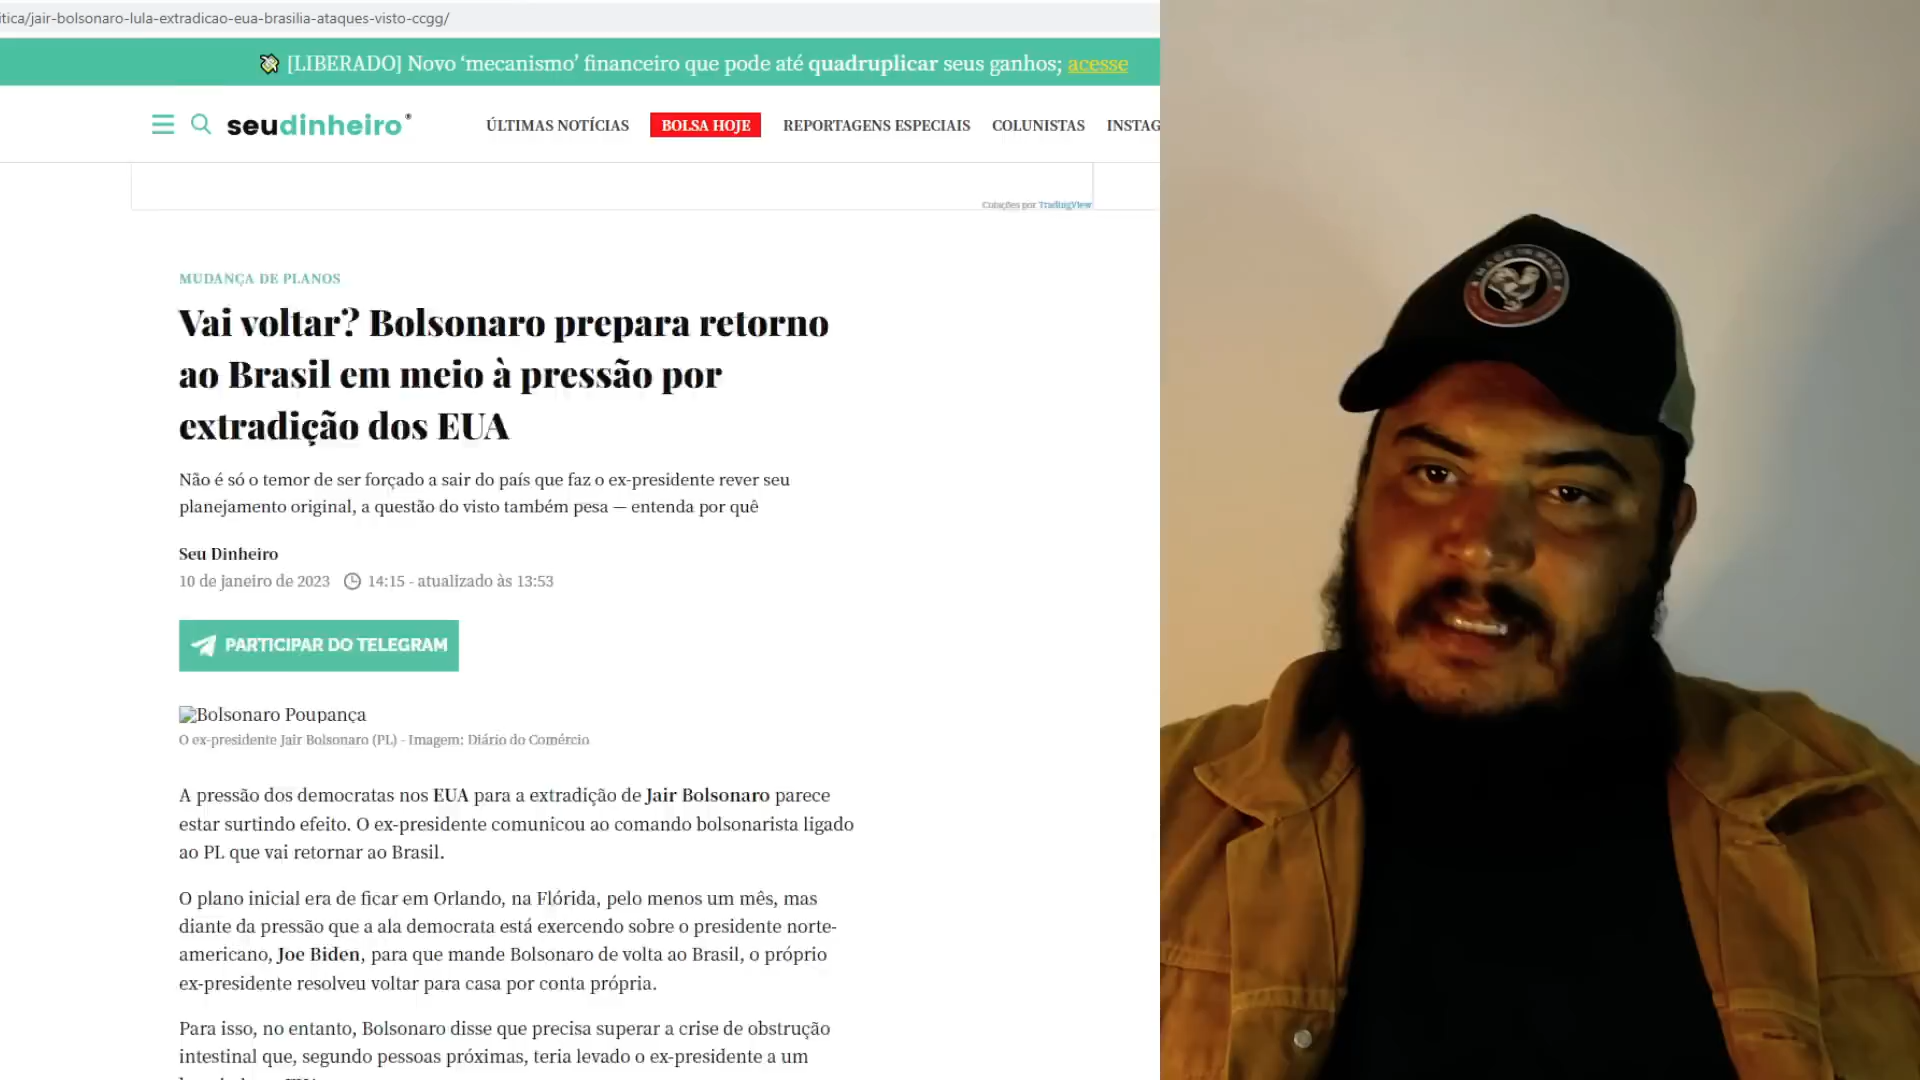 itica/jair-bolsonaro-lula-extradicao-eua-brasilia-ataques-visto-ccgg/
[LIBERADO] Novo ‘mecanismo’ financeiro que pode até quadruplicar seus ganhos; acesse
seudinheiro
ÚLTIMAS NOTÍCIAS BOLSA HOJE REPORTAGENS ESPECIAIS COLUNISTAS INSTAG
Cotações por TradingView
MUDANÇA DE PLANOS
Vai voltar? Bolsonaro prepara retorno
ao Brasil em meio à pressão por
extradição dos EUA
Não é só o temor de ser forçado a sair do país que faz o ex-presidente rever seu
planejamento original, a questão do visto também pesa — entenda por quê
Seu Dinheiro
10 de janeiro de 2023 14:15 - atualizado às 13:53
PARTICIPAR DO TELEGRAM
Bolsonaro Poupança
O ex-presidente Jair Bolsonaro (PL) - Imagem: Diário do Comércio
A pressão dos democratas nos EUA para a extradição de Jair Bolsonaro parece
estar surtindo efeito. O ex-presidente comunicou ao comando bolsonarista ligado
ao PL que vai retornar ao Brasil.
O plano inicial era de ficar em Orlando, na Flórida, pelo menos um mês, mas
diante da pressão que a ala democrata está exercendo sobre o presidente norte-
americano, Joe Biden, para que mande Bolsonaro de volta ao Brasil, o próprio
ex-presidente resolveu voltar para casa por conta própria.
Para isso, no entanto, Bolsonaro disse que precisa superar a crise de obstrução
intestinal que, segundo pessoas próximas, teria levado o ex-presidente a um